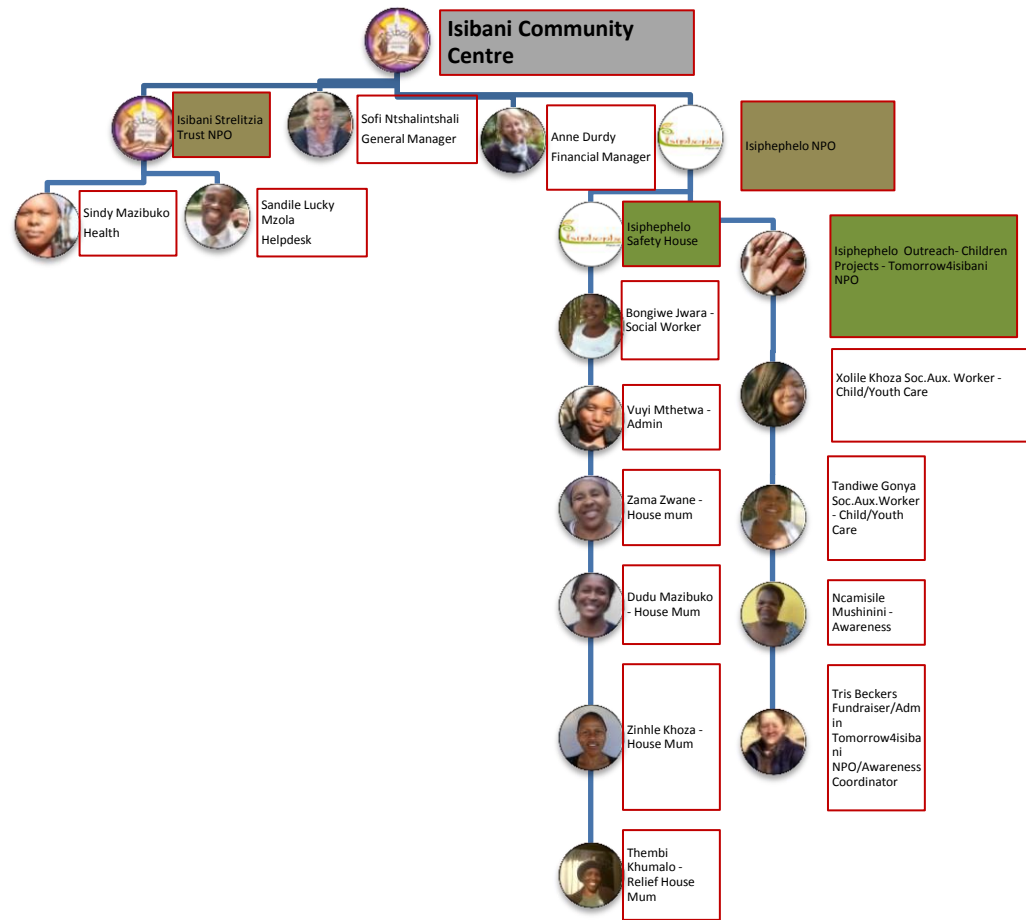 Isibani Community
Centre
Isibani Strelitzia
Trust NPO
Sofi Ntshalintshali
General Manager
Anne Durdy
Financial Manager
Isiphephelo NPO
Sindy Mazibuko
Health
Sandile Lucky
Mzola
Helpdesk
Isiphephelo
Safety House
Isiphephelo Outreach- Children
Projects - Tomorrow4isibani
NPO
Bongiwe Jwara -
Social Worker
Xolile Khoza Soc.Aux. Worker -
Child/Youth Care
Vuyi Mthetwa -
Admin
Zama Zwane -
House mum
Tandiwe Gonya
Soc.Aux.Worker
- Child/Youth
Care
Dudu Mazibuko
- House Mum
Ncamisile
Mushinini -
Awareness
Zinhle Khoza -
House Mum
Tris Beckers
Fundraiser/Adm
in
Tomorrow4isiba
ni
NPO/Awareness
Coordinator
Thembi
Khumalo -
Relief House
Mum